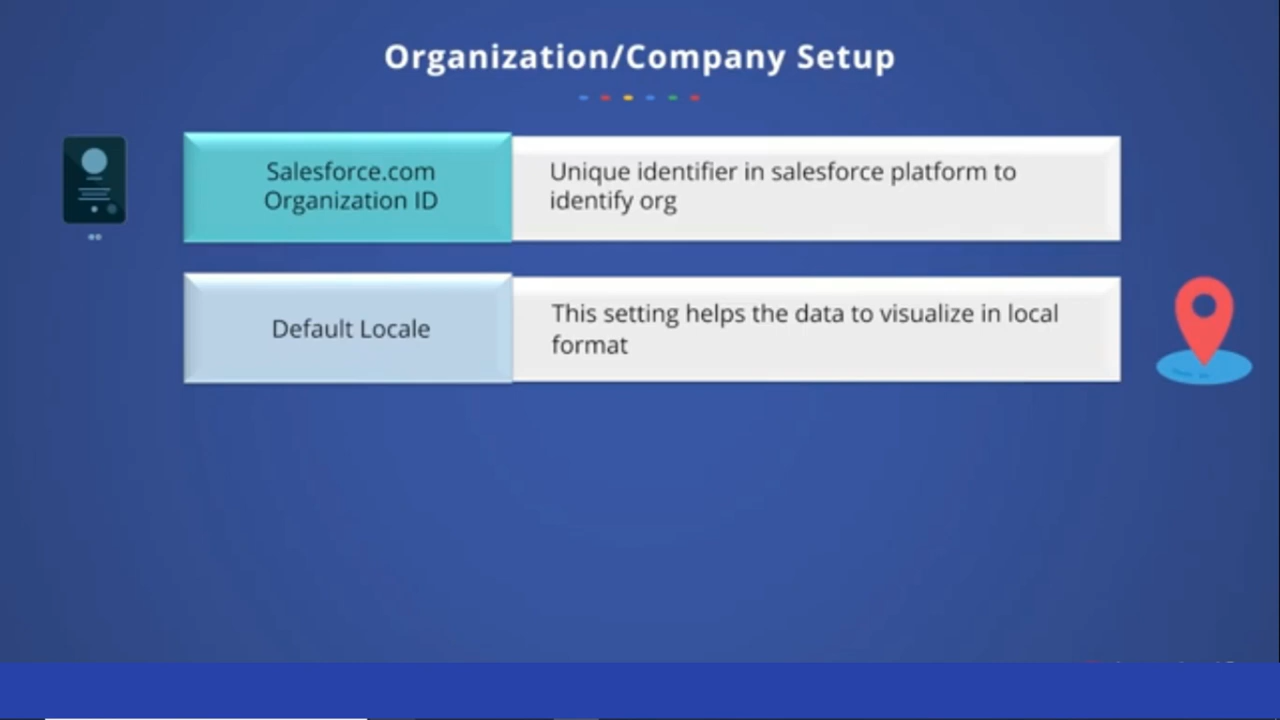 Organization/Company Setup
Salesforce.com
Organization ID
Unique identifier in salesforce platform to
identify org
Default Locale
This setting helps the data to visualize in local
format